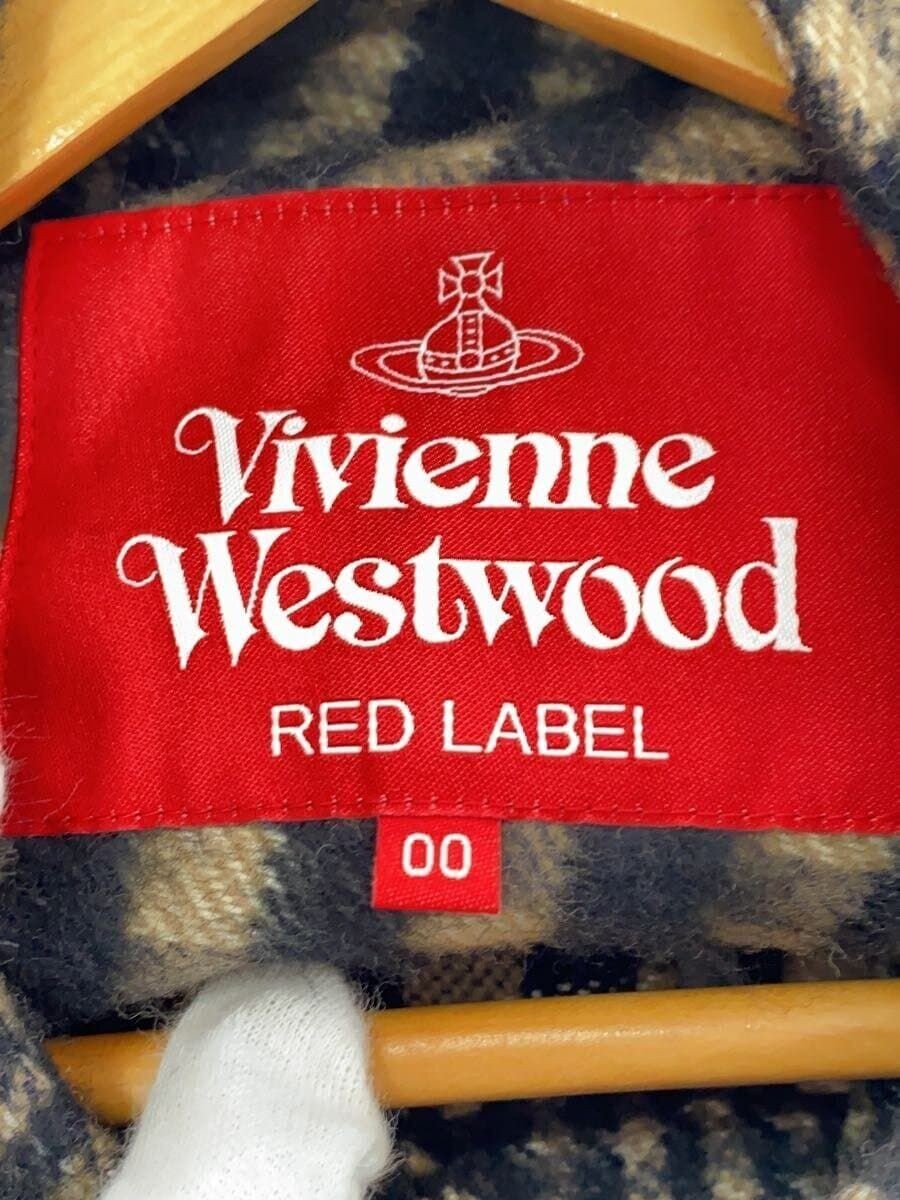 Vivienne
Westwood
RED LABEL
00